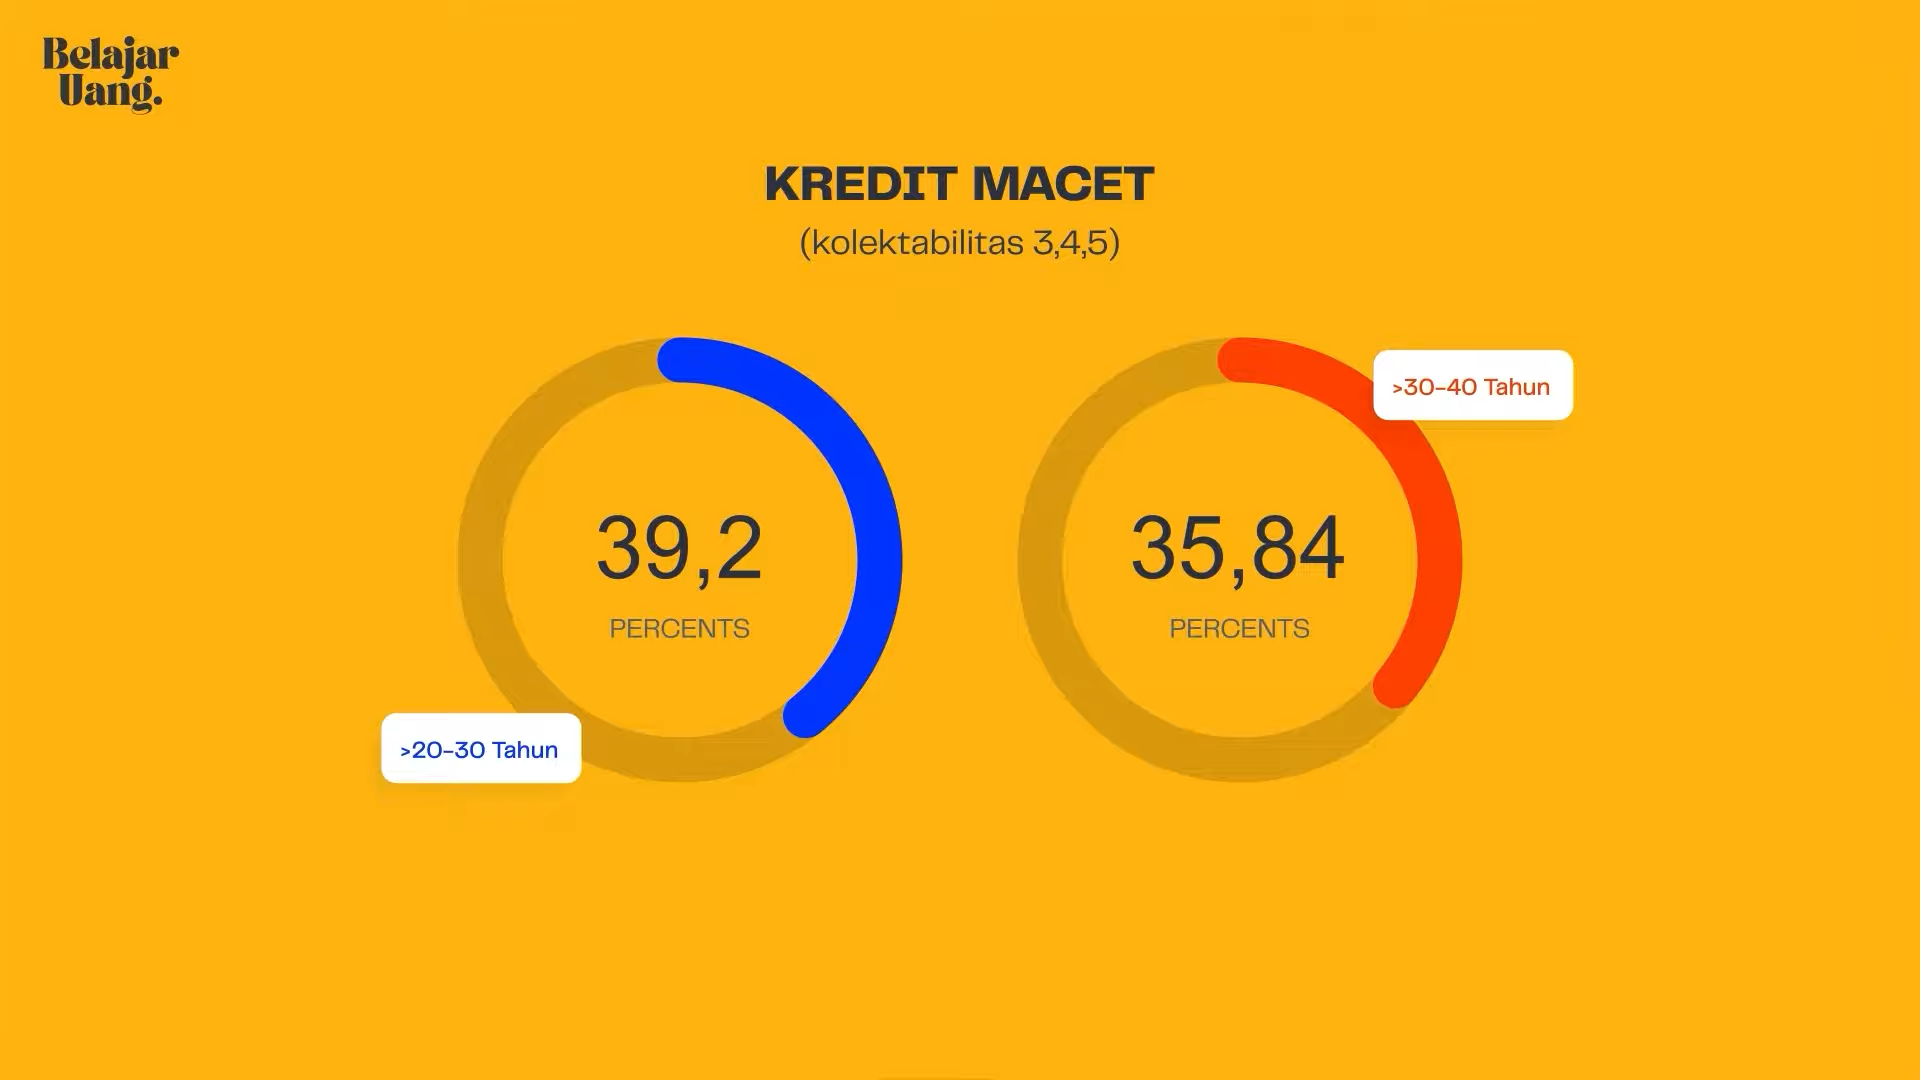 Belajar
Uang.
KREDIT MACET
(kolektabilitas 3,4,5)
>30-40 Tahun
39,2
PERCENTS
35,84
PERCENTS
>20-30 Tahun